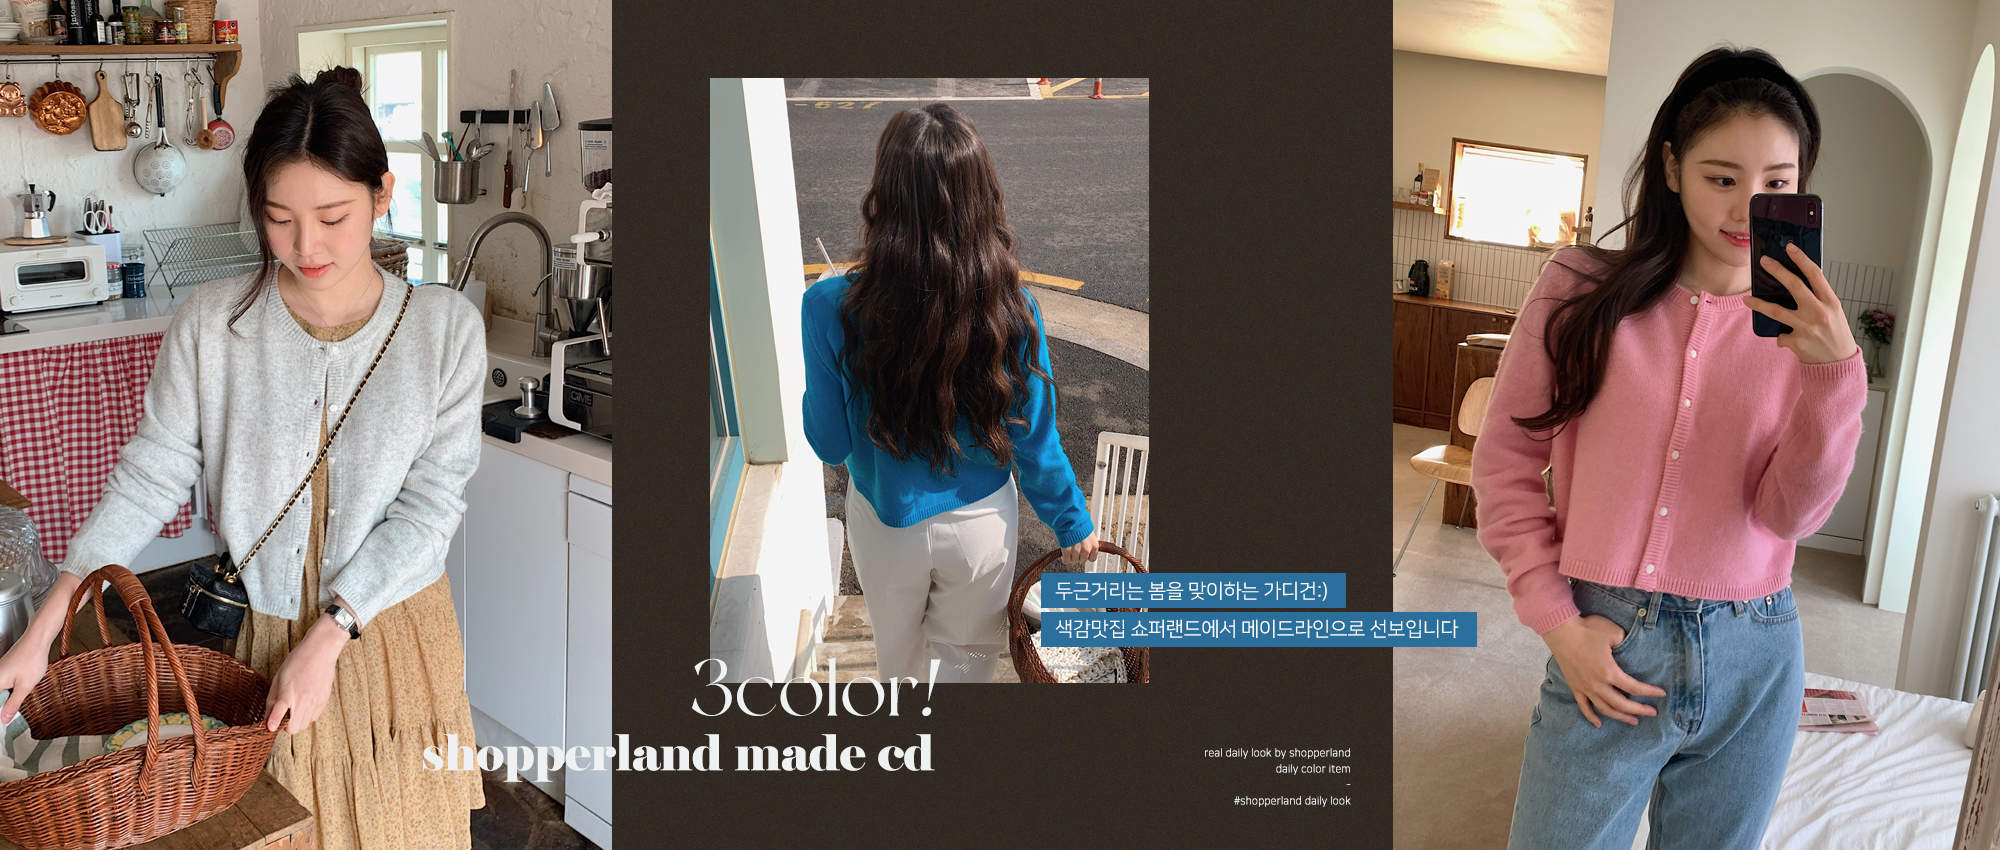 두근거리는 봄을 맞이하는 가디건:)
색감맛집 쇼퍼랜드에서 메이드라인으로 선보입니다
3color!
shopperland made cd
real daily look by shopperland
daily color item
-
#shopperland daily look